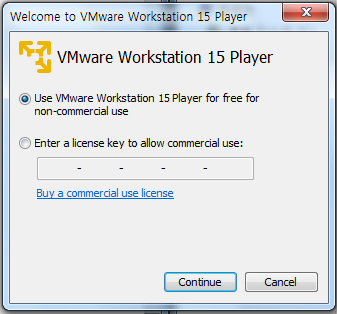 Welcome to VMware Workstation 15 Player
VMware Workstation 15 Player
Use VMware Workstation 15 Player for free for
non-commercial use
Enter a license key to allow commercial use:
- - - -
Buy a commercial use license
Continue Cancel